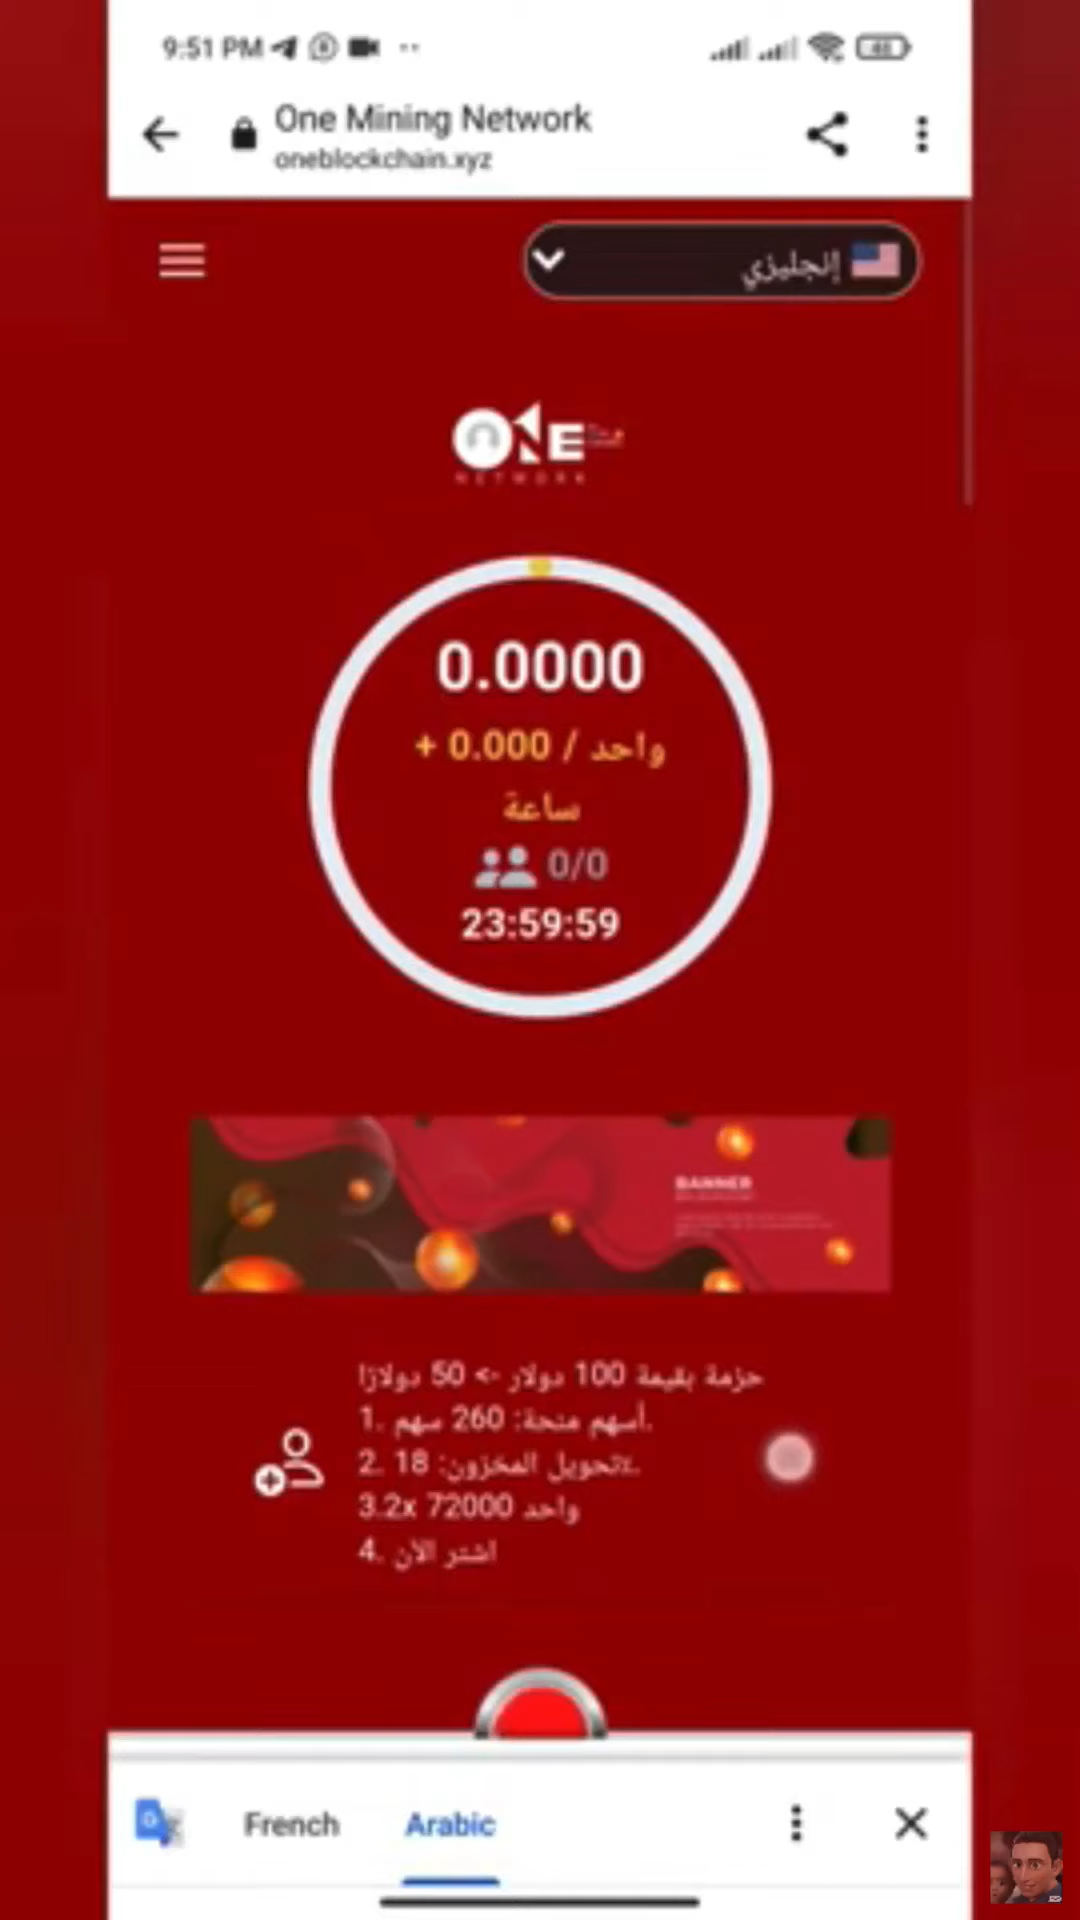 9:51 PM
48
One Mining Network
oneblockchain.xyz
إنجليزي
ONE
NETWORK
0.0000
+ 0.000 / واحد
ساعة
0/0
23:59:59
BANNER
حزمة بقيمة 100 دولار -> 50 دولارًا
1. أسهم منحة: 260 سهم.
2. تحويل المخزون: 18٪.
3.2x 72000 واحد
4. اشتر الآن
French
Arabic